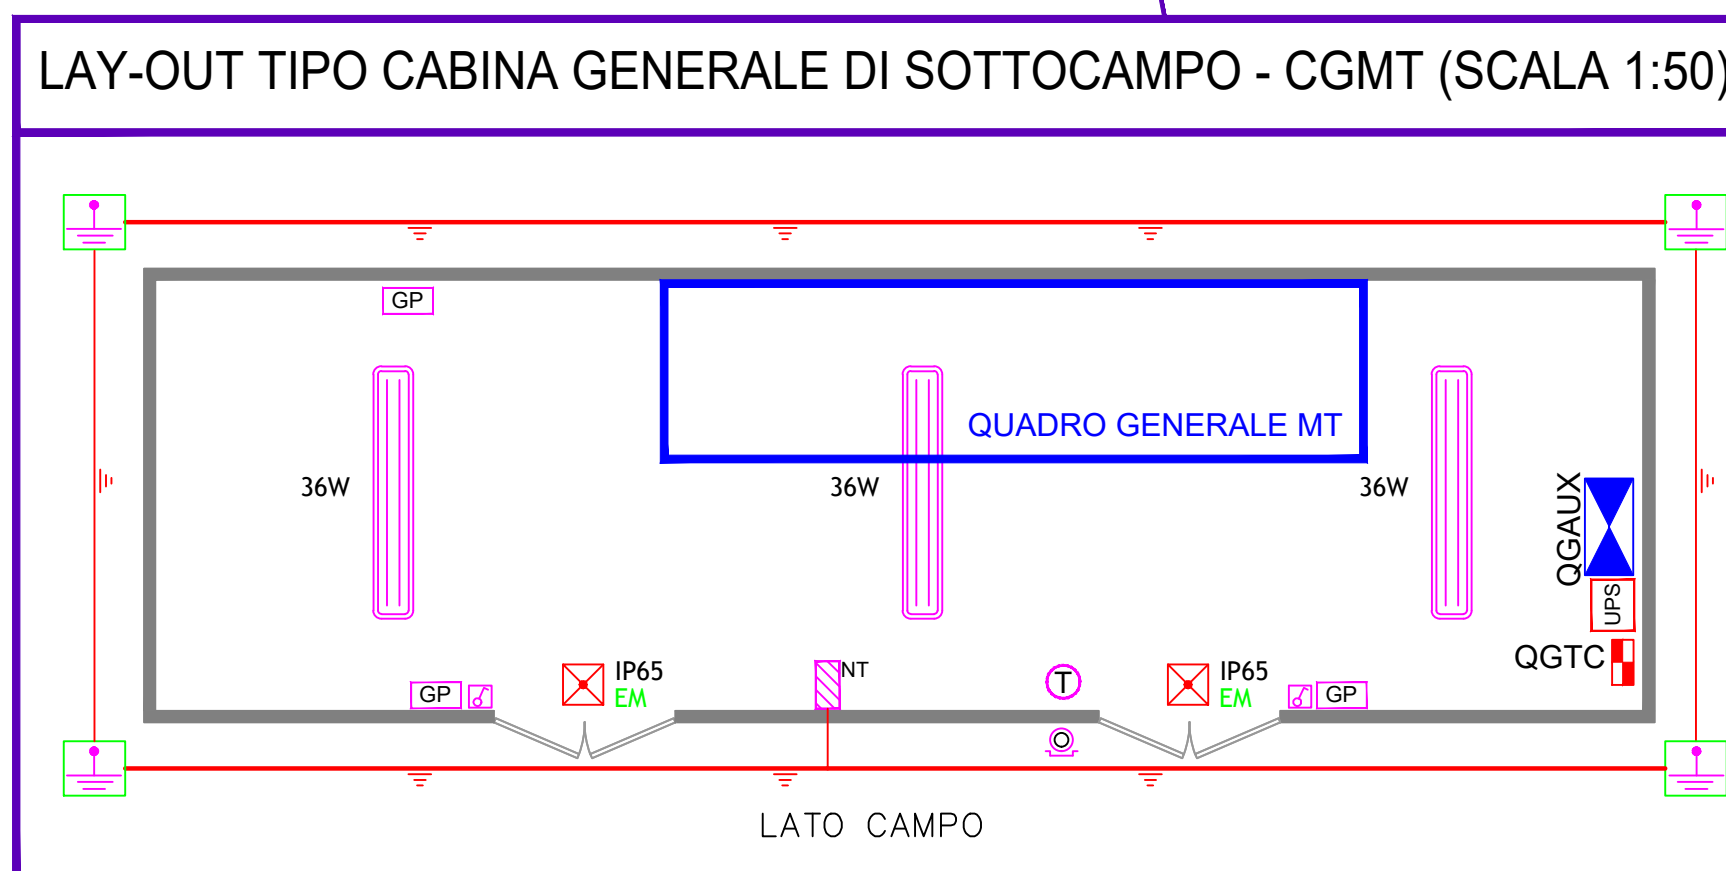 LAY-OUT TIPO CABINA GENERALE DI SOTTOCAMPO - CGMT (SCALA 1:50)
GP
QUADRO GENERALE MT
36W
36W
36W
QGAUX
UPS
QGTC
IP65
EM
NT
T
IP65
EM
GP
GP
LATO CAMPO